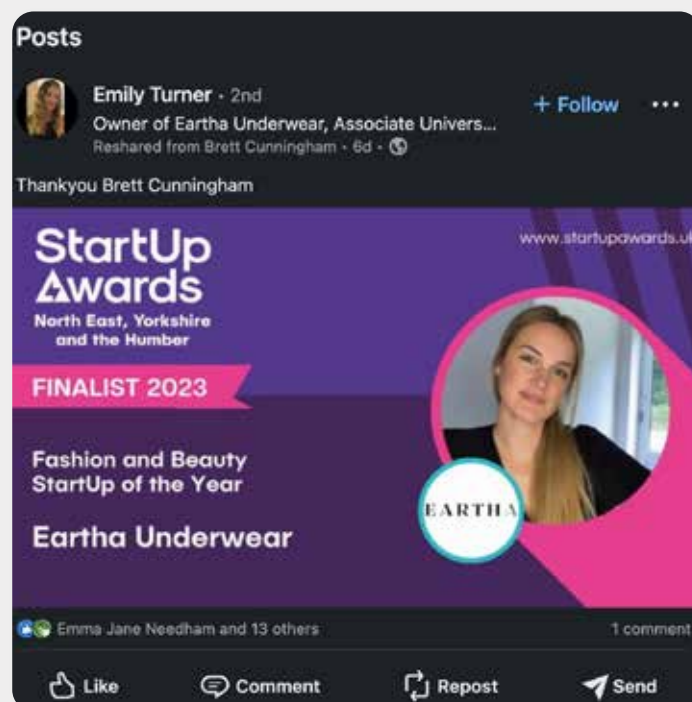 Posts
Emily Turner • 2nd
Owner of Eartha Underwear, Associate Univers...
Reshared from Brett Cunningham • 6d •
+ Follow
Thankyou Brett Cunningham
StartUp
Awards
North East, Yorkshire
and the Humber
www.startupawards.uk
FINALIST 2023
Fashion and Beauty
StartUp of the Year
Eartha Underwear
EARTHA
Emma Jane Needham and 13 others
1 comment
Like
Comment
Repost
Send